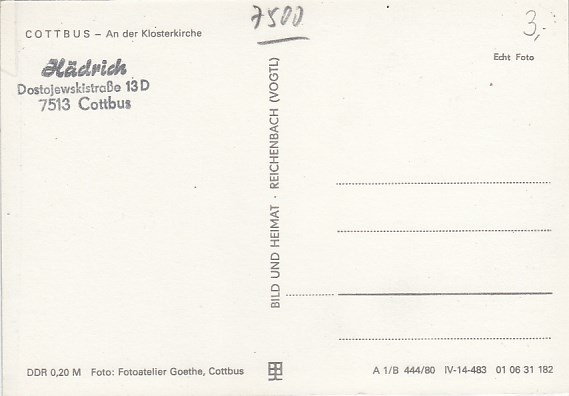 7500
3,-
COTTBUS – An der Klosterkirche
Echt Foto
Hädrich
Dostojewskistraße 13 D
7513 Cottbus
BILD UND HEIMAT · REICHENBACH (VOGTL)
DDR 0,20 M Foto: Fotoatelier Goethe, Cottbus
A 1/B 444/80 IV-14-483 01 06 31 182